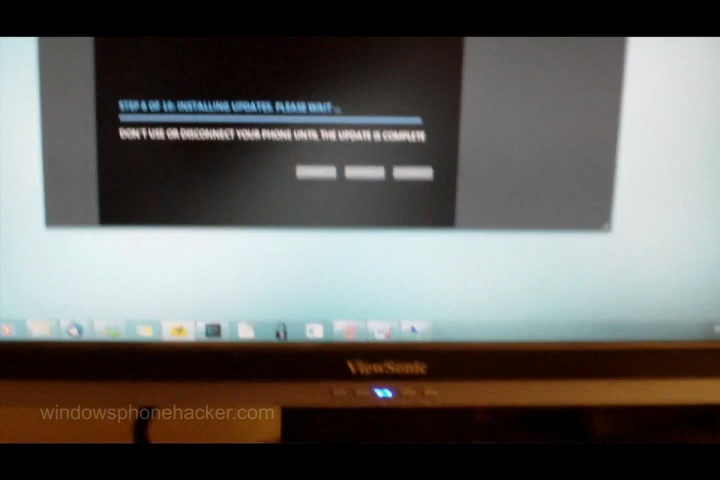 STEP 8 OF 10: INSTALLING UPDATES. PLEASE WAIT...
DON'T USE OR DISCONNECT YOUR PHONE UNTIL THE UPDATE IS COMPLETE
ViewSonic
windowsphonehacker.com